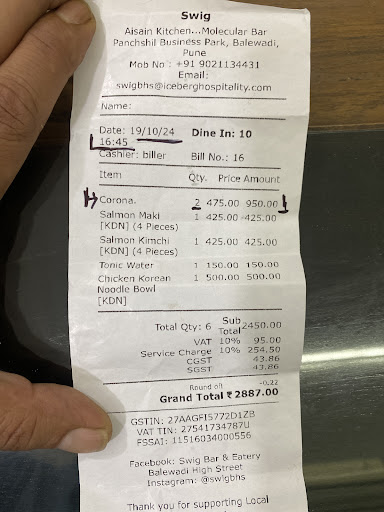 Swig
Aisain Kitchen...Molecular Bar
Panchshil Business Park, Balewadi,
Pune
Mob No : +91 9021134431
Email:
swigbhs@iceberghospitality.com
Name:
Date: 19/10/24 Dine In: 10
16:45
Cashier: biller Bill No.: 16
Item Qty. Price Amount
Corona. 2 475.00 950.00
Salmon Maki 1 425.00 425.00
[KDN] (4 Pieces)
Salmon Kimchi 1 425.00 425.00
[KDN] (4 Pieces)
Tonic Water 1 150.00 150.00
Chicken Korean 1 500.00 500.00
Noodle Bowl
[KDN]
Total Qty: 6 Sub Total 2450.00
VAT 10% 95.00
Service Charge 10% 254.50
CGST 43.86
SGST 43.86
Round off -0.22
Grand Total ₹ 2887.00
GSTIN: 27AAGFI5772D1ZB
VAT TIN: 27541734787U
FSSAI: 11516034000556
Facebook: Swig Bar & Eatery
Balewadi High Street
Instagram: @swigbhs
Thank you for supporting Local